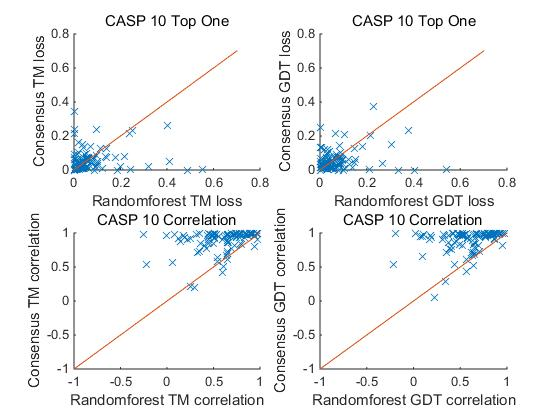 CASP 10 Top One
Consensus TM loss
0.8
0.6
0.4
0.2
0
0 0.2 0.4 0.6 0.8
Randomforest TM loss
CASP 10 Top One
Consensus GDT loss
0.8
0.6
0.4
0.2
0
0 0.2 0.4 0.6 0.8
Randomforest GDT loss
CASP 10 Correlation
Consensus TM correlation
1
0.5
0
-0.5
-1
-1 -0.5 0 0.5 1
Randomforest TM correlation
CASP 10 Correlation
Consensus GDT correlation
1
0.5
0
-0.5
-1
-1 -0.5 0 0.5 1
Randomforest GDT correlation